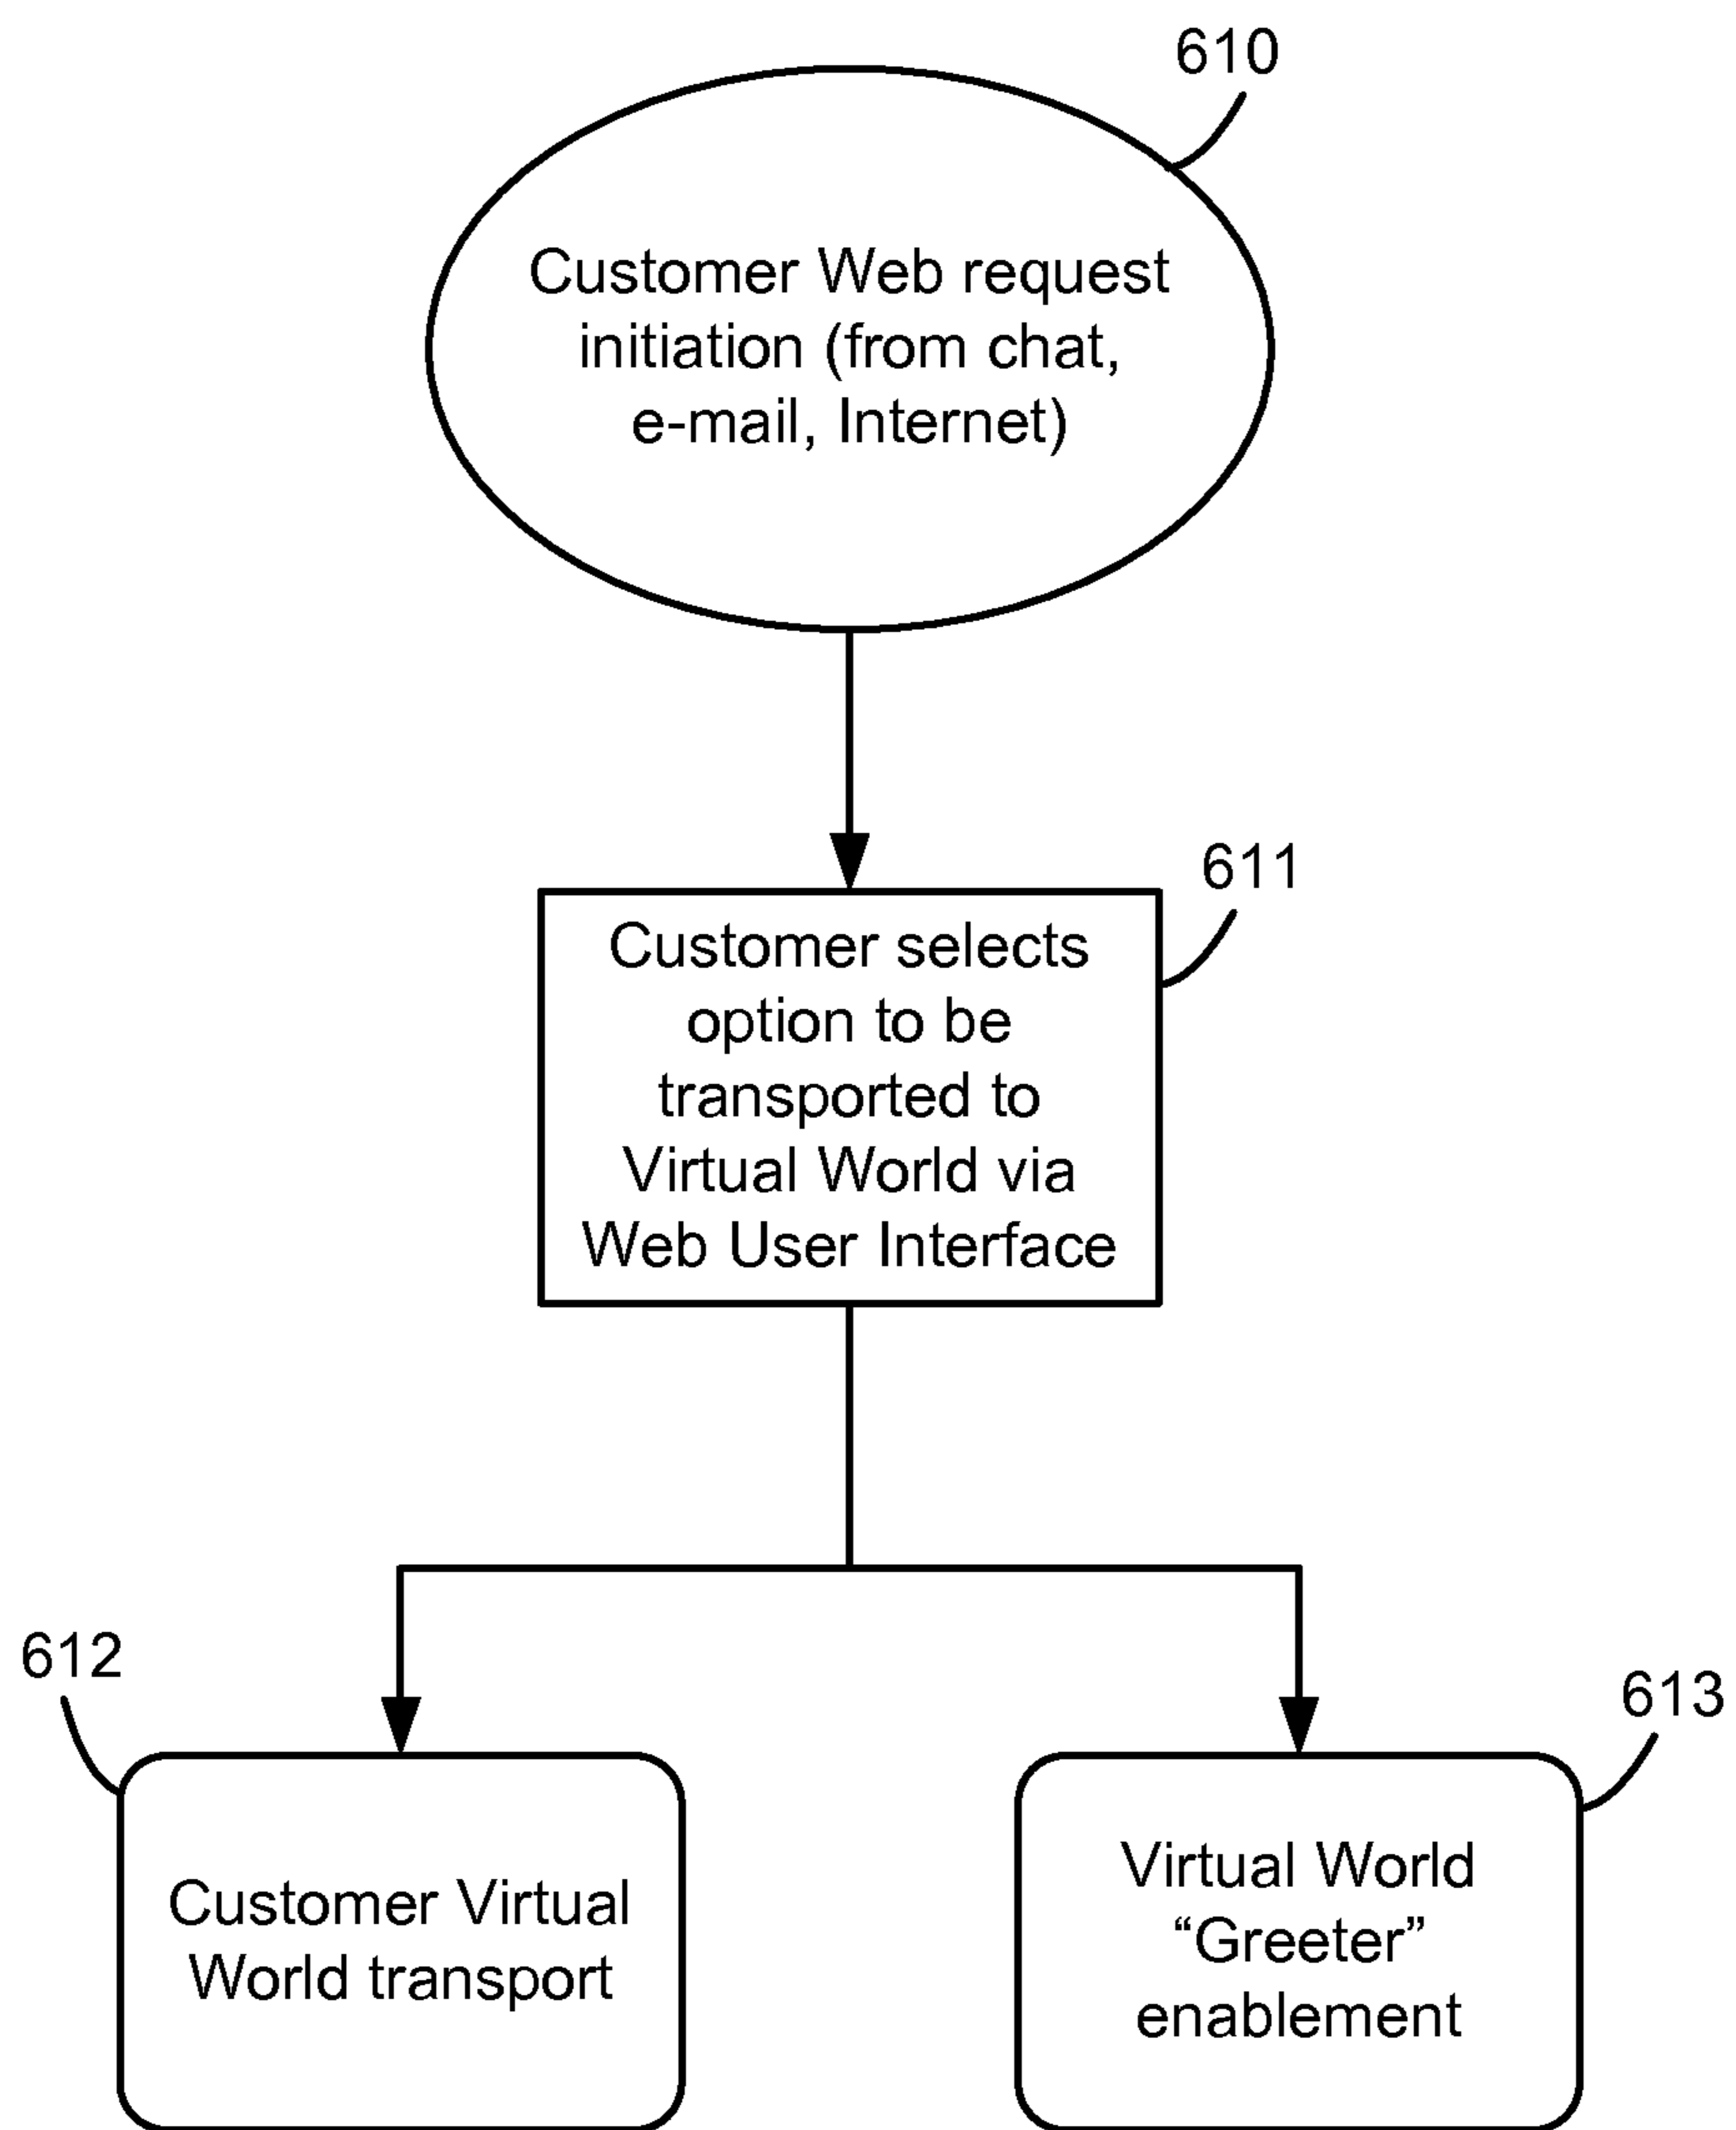 610
Customer Web request
initiation (from chat,
e-mail, Internet)
611
Customer selects
option to be
transported to
Virtual World via
Web User Interface
612
Customer Virtual
World transport
613
Virtual World
“Greeter”
enablement